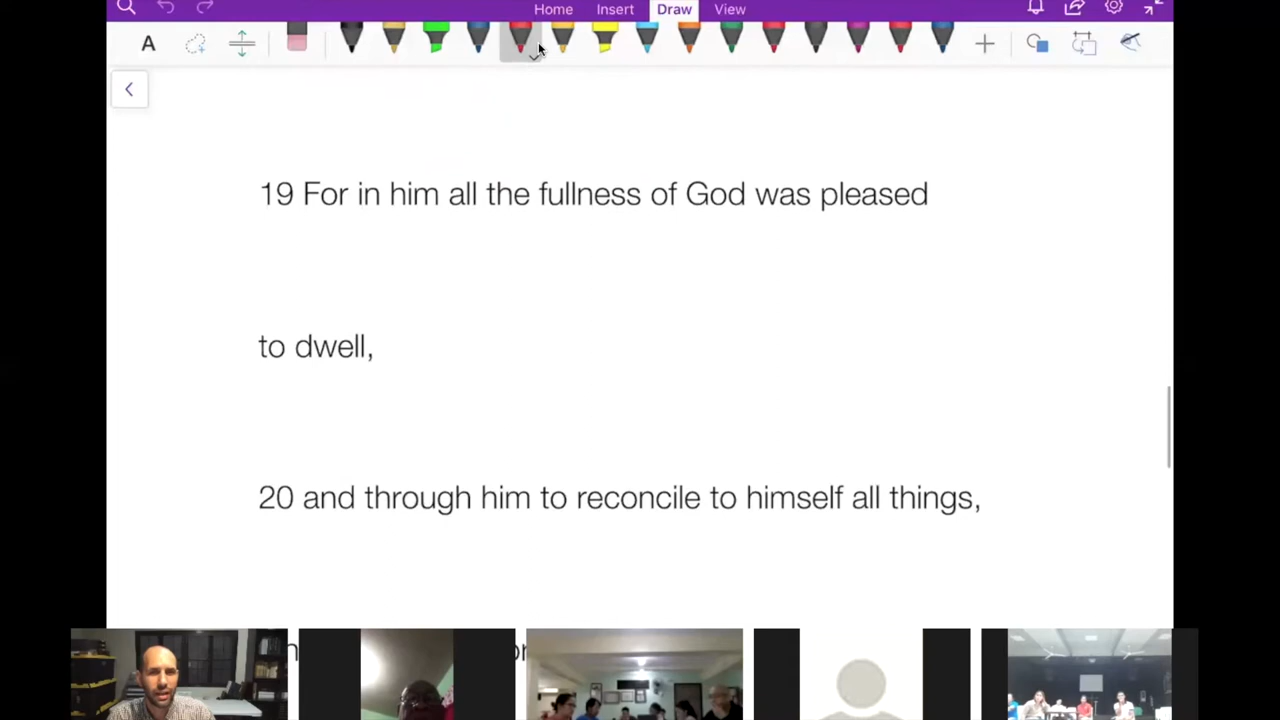 Home Insert Draw View
A
19 For in him all the fullness of God was pleased
to dwell,
20 and through him to reconcile to himself all things,